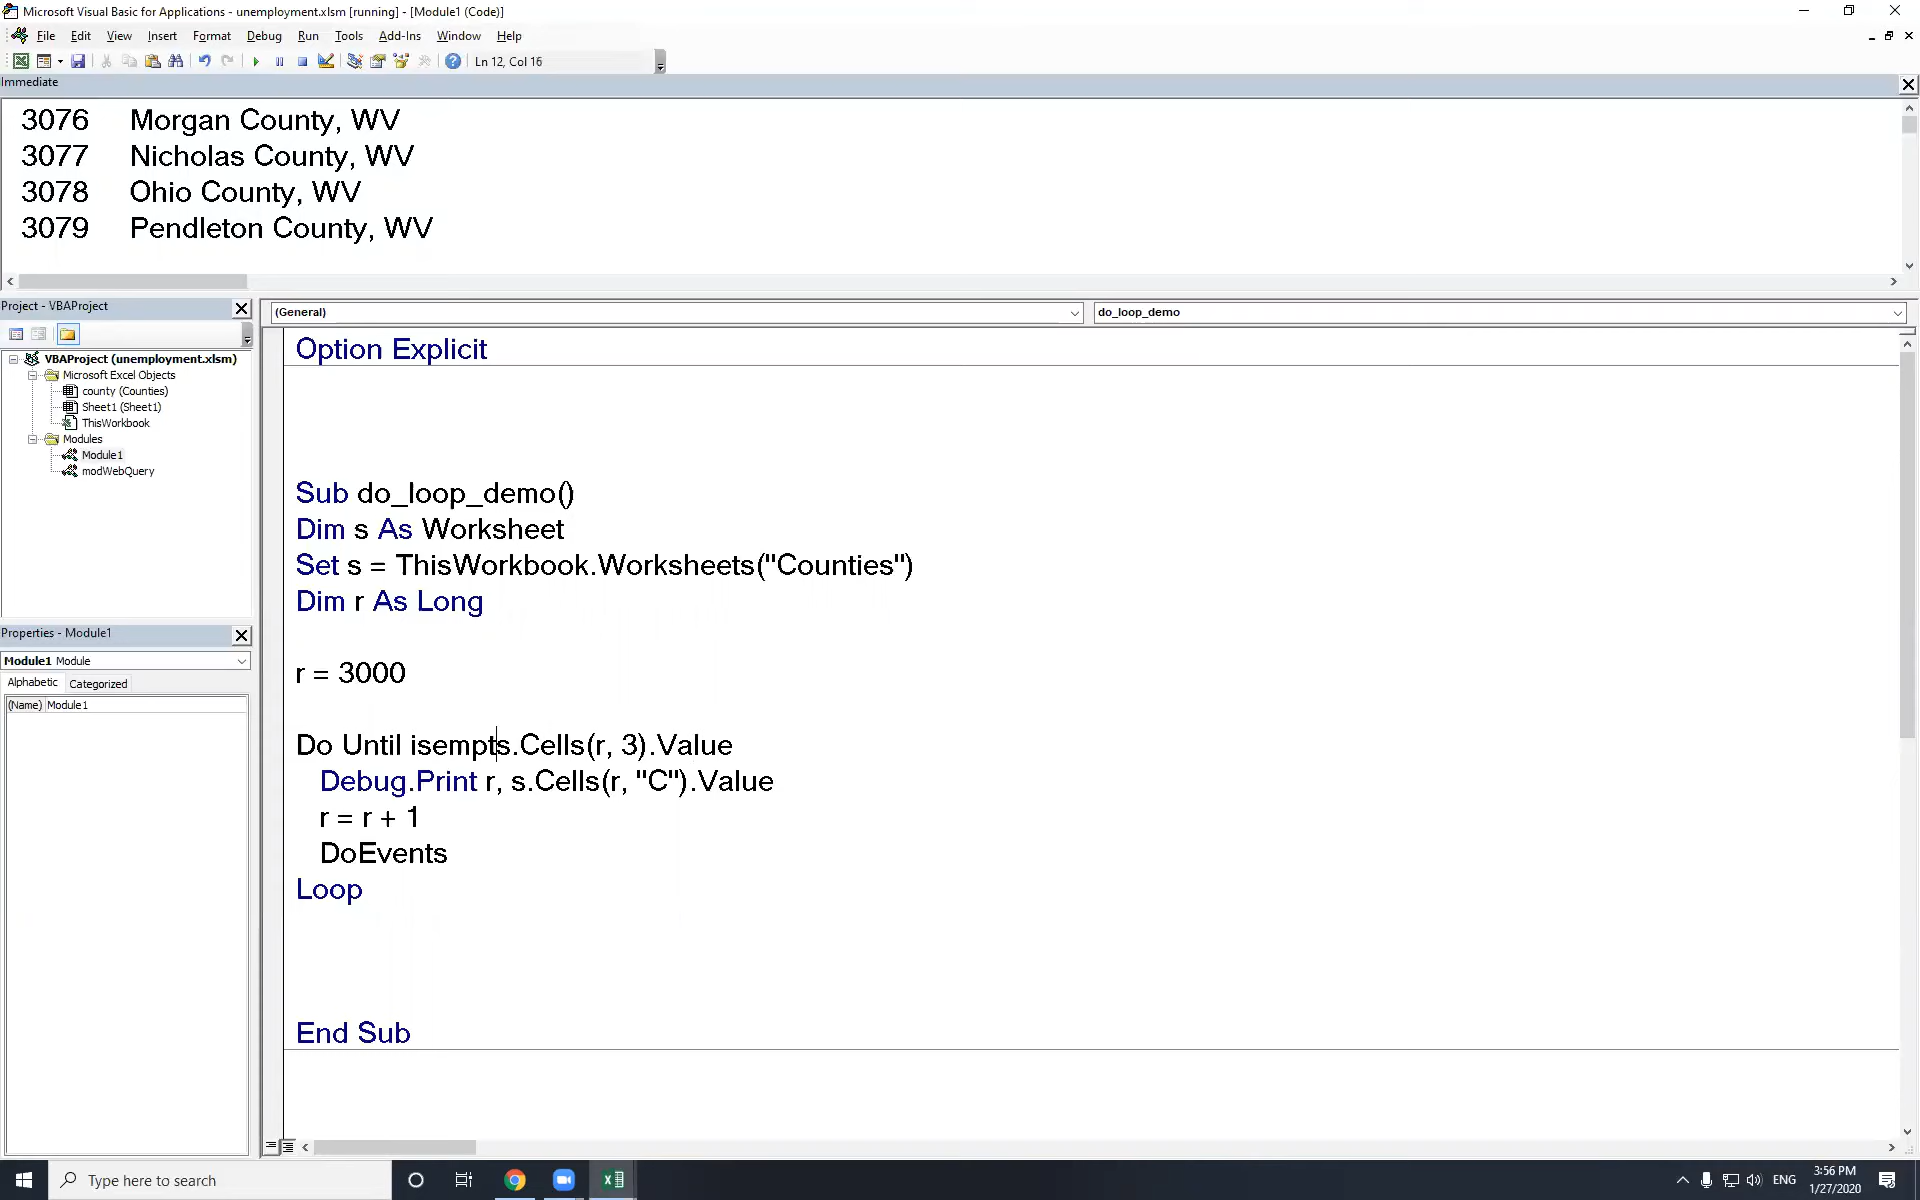 Microsoft Visual Basic for Applications - unemployment.xlsm [running] - [Module1 (Code)]
File Edit View Insert Format Debug Run Tools Add-Ins Window Help
Ln 12, Col 16
Immediate
3076 Morgan County, WV
3077 Nicholas County, WV
3078 Ohio County, WV
3079 Pendleton County, WV
Project - VBAProject
VBAProject (unemployment.xlsm)
Microsoft Excel Objects
county (Counties)
Sheet1 (Sheet1)
ThisWorkbook
Modules
Module1
modWebQuery
Properties - Module1
Module1 Module
Alphabetic Categorized
(Name) Module1
(General) do_loop_demo
Option Explicit
Sub do_loop_demo()
Dim s As Worksheet
Set s = ThisWorkbook.Worksheets("Counties")
Dim r As Long
r = 3000
Do Until isempts.Cells(r, 3).Value
Debug.Print r, s.Cells(r, "C").Value
r = r + 1
DoEvents
Loop
End Sub
Type here to search
ENG
3:56 PM
1/27/2020